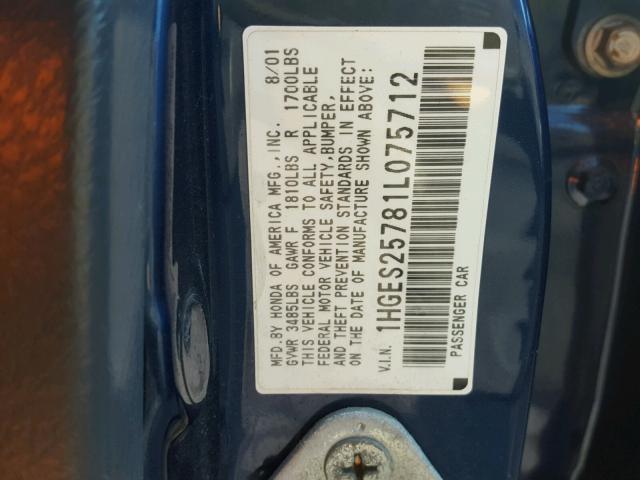 MFD.BY HONDA OF AMERICA MFG.,INC. 8/01
GVWR 3485LBS GAWR F 1810LBS R 1700LBS
THIS VEHICLE CONFORMS TO ALL APPLICABLE
FEDERAL MOTOR VEHICLE SAFETY,BUMPER,
AND THEFT PREVENTION STANDARDS IN EFFECT
ON THE DATE OF MANUFACTURE SHOWN ABOVE:
V.I.N. 1HGES25781L075712
PASSENGER CAR